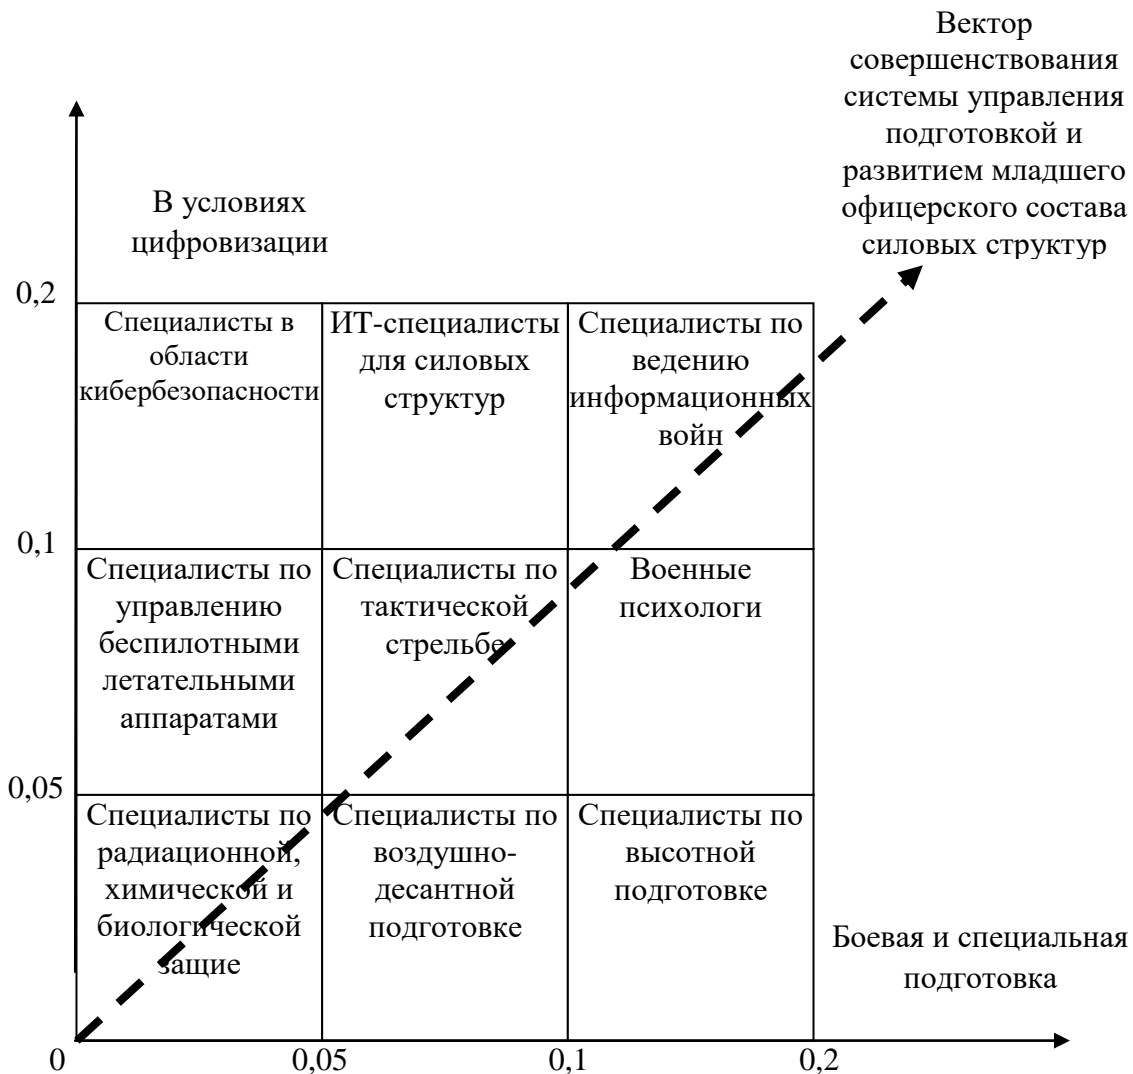 Вектор
совершенствования
системы управления
подготовкой и
развитием младшего
офицерского состава
силовых структур
В условиях
цифровизации
0,2
Специалисты в
области
кибербезопасности
ИТ-специалисты
для силовых
структур
Специалисты по
ведению
информационных
войн
0,1
Специалисты по
управлению
беспилотными
летательными
аппаратами
Специалисты по
тактической
стрельбе
Военные
психологи
0,05
Специалисты по
радиационной,
химической и
биологической
защие
Специалисты по
воздушно-
десантной
подготовке
Специалисты по
высотной
подготовке
Боевая и специальная
подготовка
0
0,05
0,1
0,2